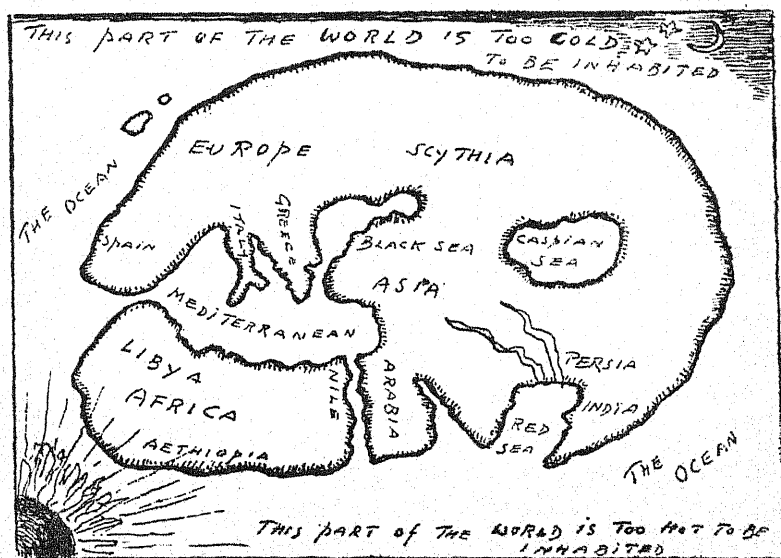 THIS PART OF THE WORLD IS TOO COLD
TO BE INHABITED
EUROPE
SCYTHIA
THE OCEAN
SPAIN
ITALY
GREECE
BLACK SEA
CASPIAN
SEA
ASIA
MEDITERRANEAN
LIBYA
AFRICA
AETHIOPIA
NILE
ARABIA
PERSIA
INDIA
RED
SEA
THE OCEAN
THIS PART OF THE WORLD IS TOO HOT TO BE
INHABITED